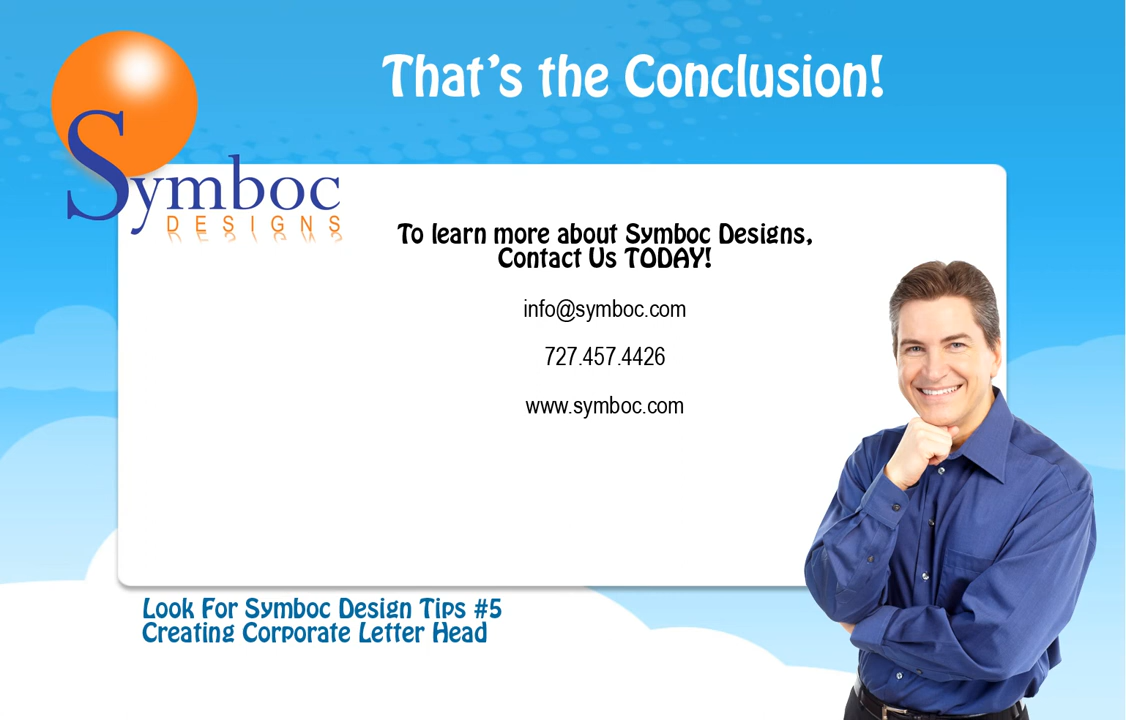 That's the Conclusion!
Symboc
DESIGNS
To learn more about Symboc Designs,
Contact Us TODAY!
info@symboc.com
727.457.4426
www.symboc.com
Look For Symboc Design Tips #5
Creating Corporate Letter Head